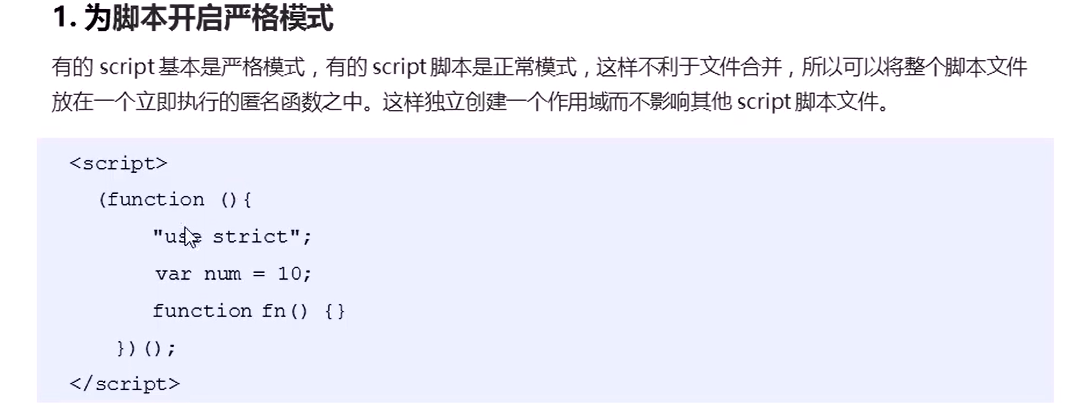 1. 为脚本开启严格模式
有的 script 基本是严格模式，有的 script 脚本是正常模式，这样不利于文件合并，所以可以将整个脚本文件
放在一个立即执行的匿名函数之中。这样独立创建一个作用域而不影响其他 script 脚本文件。
<script>
(function (){
"use strict";
var num = 10;
function fn() {}
})();
</script>